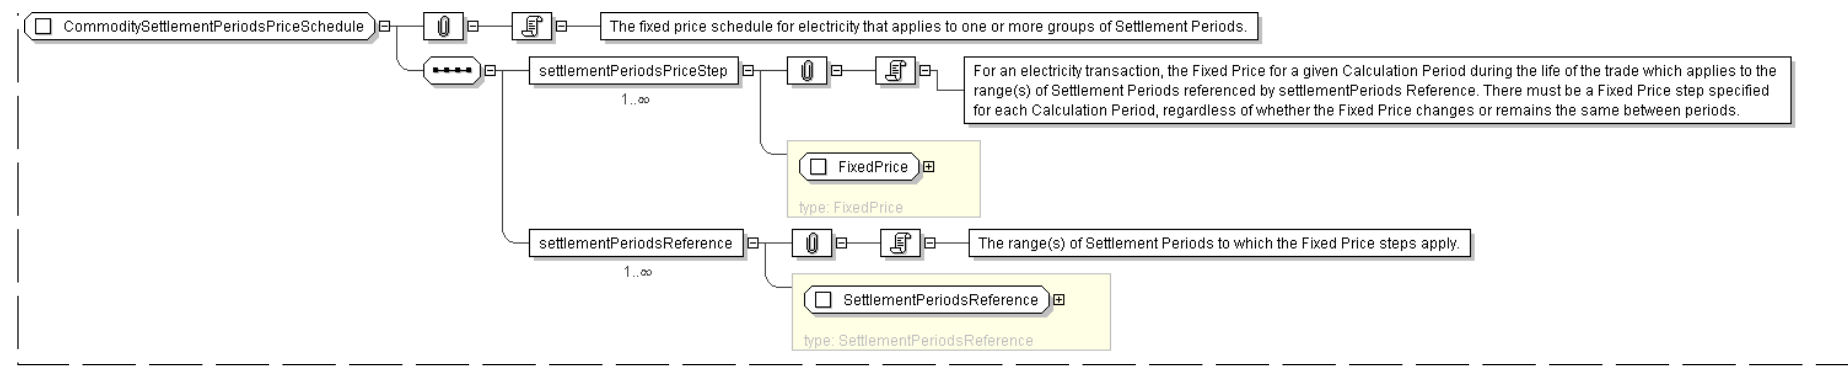 CommoditySettlementPeriodsPriceSchedule
The fixed price schedule for electricity that applies to one or more groups of Settlement Periods.
settlementPeriodsPriceStep
1..∞
For an electricity transaction, the Fixed Price for a given Calculation Period during the life of the trade which applies to the
range(s) of Settlement Periods referenced by settlementPeriods Reference. There must be a Fixed Price step specified
for each Calculation Period, regardless of whether the Fixed Price changes or remains the same between periods.
FixedPrice
type: FixedPrice
settlementPeriodsReference
1..∞
The range(s) of Settlement Periods to which the Fixed Price steps apply.
SettlementPeriodsReference
type: SettlementPeriodsReference